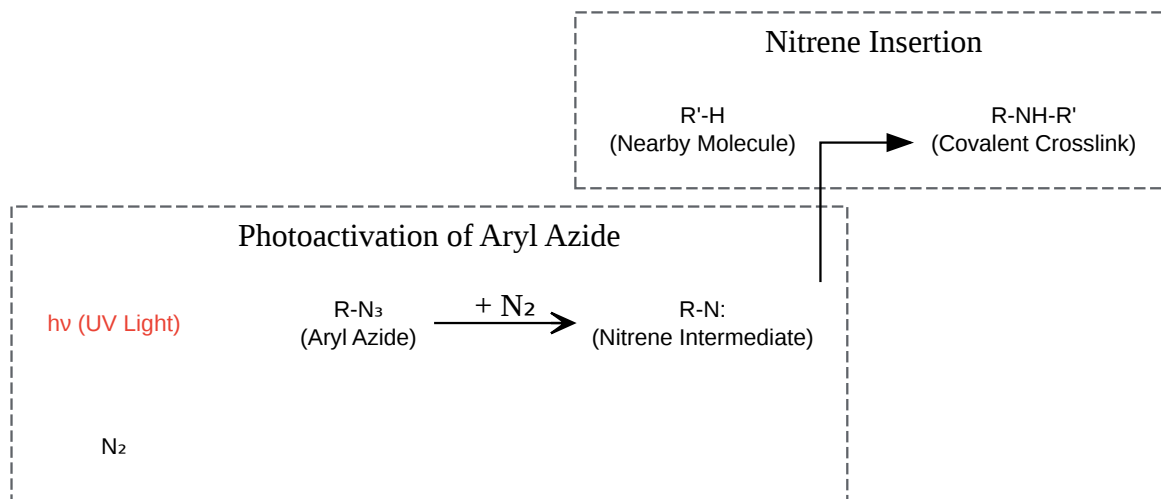 Nitrene Insertion
R'-H
(Nearby Molecule)
R-NH-R'
(Covalent Crosslink)
Photoactivation of Aryl Azide
hν (UV Light)
R-N₃
(Aryl Azide)
+ N₂
R-N:
(Nitrene Intermediate)
N₂